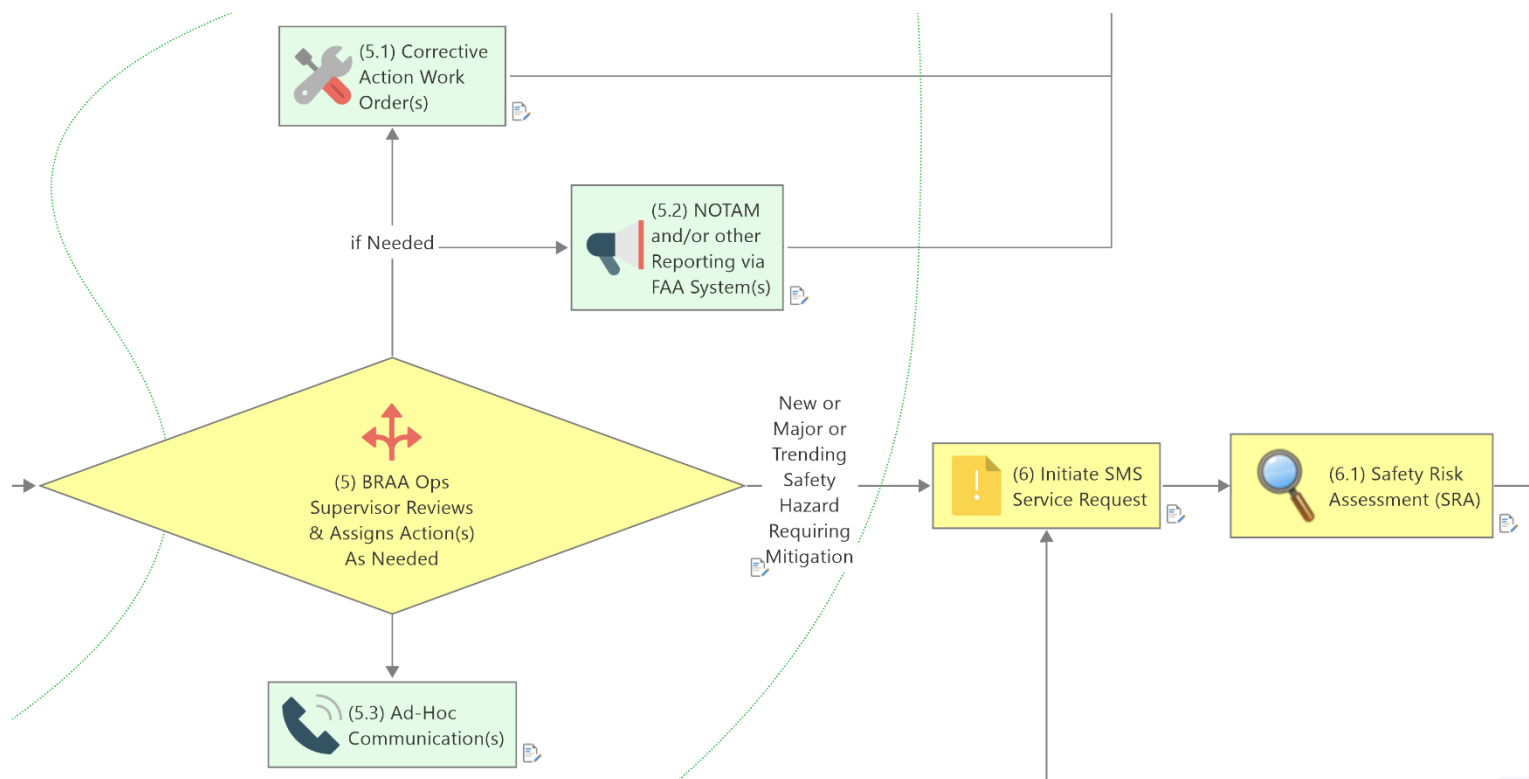 (5.1) Corrective
Action Work
Order(s)
(5.2) NOTAM
and/or other
Reporting via
FAA System(s)
if Needed
New or
Major or
Trending
Safety
Hazard
Requiring
Mitigation
(5) BRAA Ops
Supervisor Reviews
& Assigns Action(s)
As Needed
(6) Initiate SMS
Service Request
(6.1) Safety Risk
Assessment (SRA)
(5.3) Ad-Hoc
Communication(s)